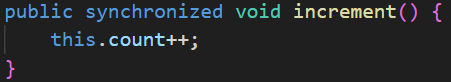 public synchronized void increment() {
    this.count++;
}